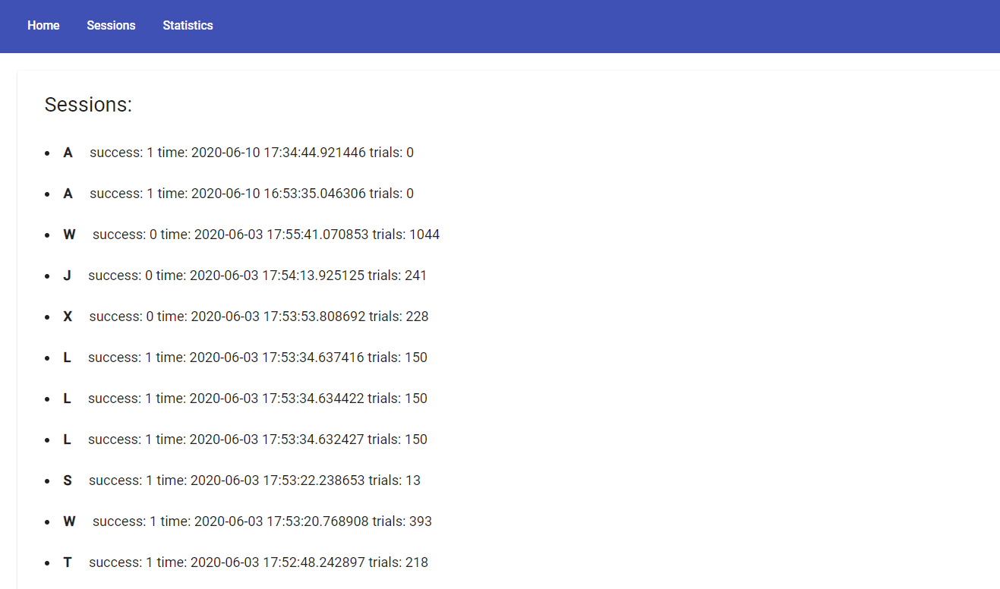 Home Sessions Statistics
Sessions:
A success: 1 time: 2020-06-10 17:34:44.921446 trials: 0
A success: 1 time: 2020-06-10 16:53:35.046306 trials: 0
W success: 0 time: 2020-06-03 17:55:41.070853 trials: 1044
J success: 0 time: 2020-06-03 17:54:13.925125 trials: 241
X success: 0 time: 2020-06-03 17:53:53.808692 trials: 228
L success: 1 time: 2020-06-03 17:53:34.637416 trials: 150
L success: 1 time: 2020-06-03 17:53:34.634422 trials: 150
L success: 1 time: 2020-06-03 17:53:34.632427 trials: 150
S success: 1 time: 2020-06-03 17:53:22.238653 trials: 13
W success: 1 time: 2020-06-03 17:53:20.768908 trials: 393
T success: 1 time: 2020-06-03 17:52:48.242897 trials: 218